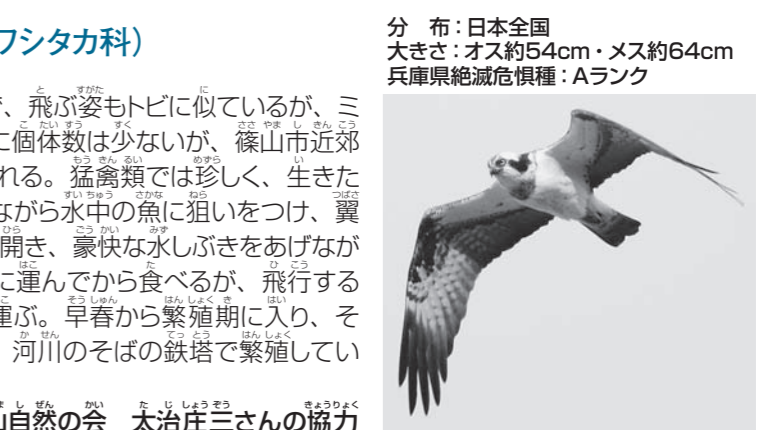 ワシタカ科）
、飛ぶ姿もトビに似ているが、ミ
に個体数は少ないが、篠山市近郊
れる。猛禽類では珍しく、生きた
ながら水中の魚に狙いをつけ、翼
開き、豪快な水しぶきをあげなが
に運んでから食べるが、飛行する
運ぶ。早春から繁殖期に入り、そ
河川のそばの鉄塔で繁殖してい
山自然の会　太治庄三さんの協力
分　布：日本全国
大きさ：オス約54cm・メス約64cm
兵庫県絶滅危惧種：Aランク